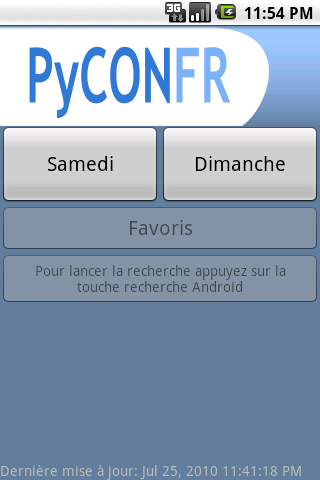 3G 11:54 PM
PyCONFR
Samedi
Dimanche
Favoris
Pour lancer la recherche appuyez sur la
touche recherche Android
Dernière mise à jour: Jul 25, 2010 11:41:18 PM